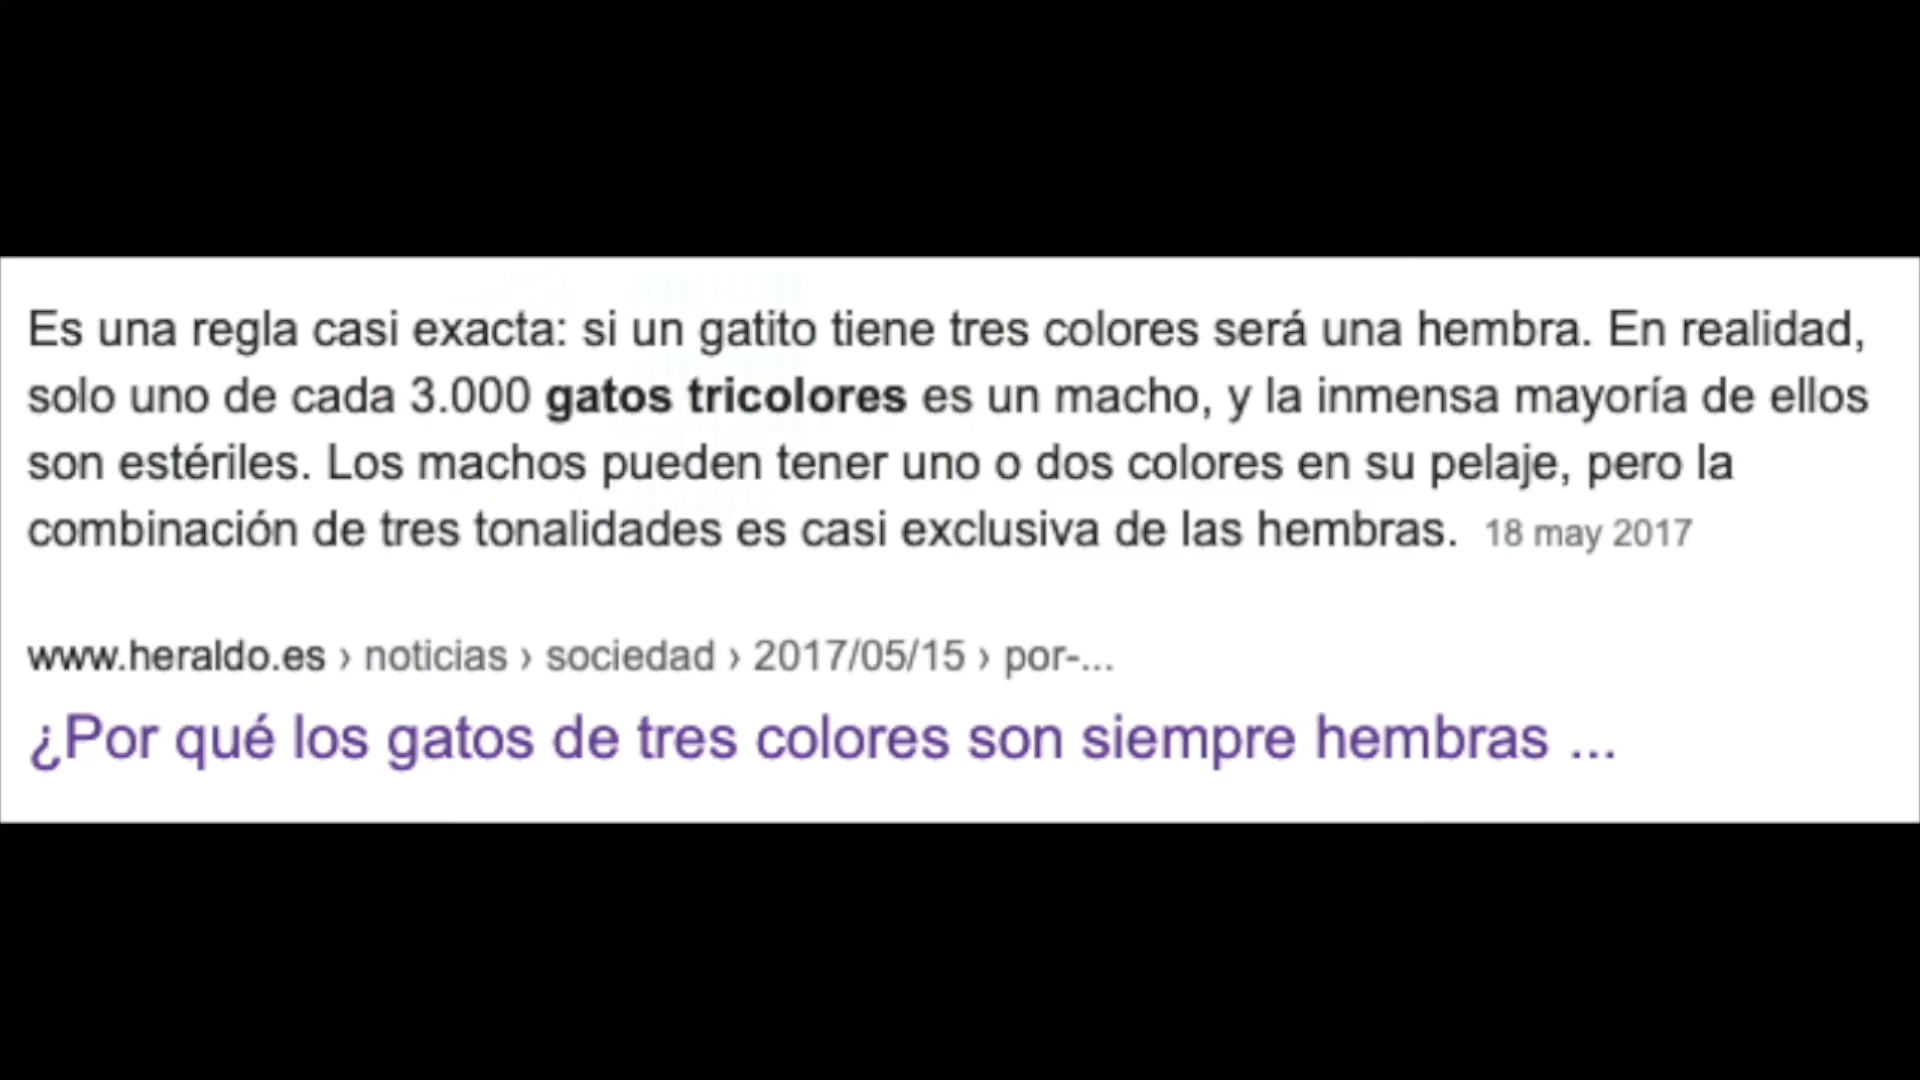 Es una regla casi exacta: si un gatito tiene tres colores será una hembra. En realidad,
solo uno de cada 3.000 gatos tricolores es un macho, y la inmensa mayoría de ellos
son estériles. Los machos pueden tener uno o dos colores en su pelaje, pero la
combinación de tres tonalidades es casi exclusiva de las hembras. 18 may 2017
www.heraldo.es › noticias › sociedad › 2017/05/15 › por-...
¿Por qué los gatos de tres colores son siempre hembras ...